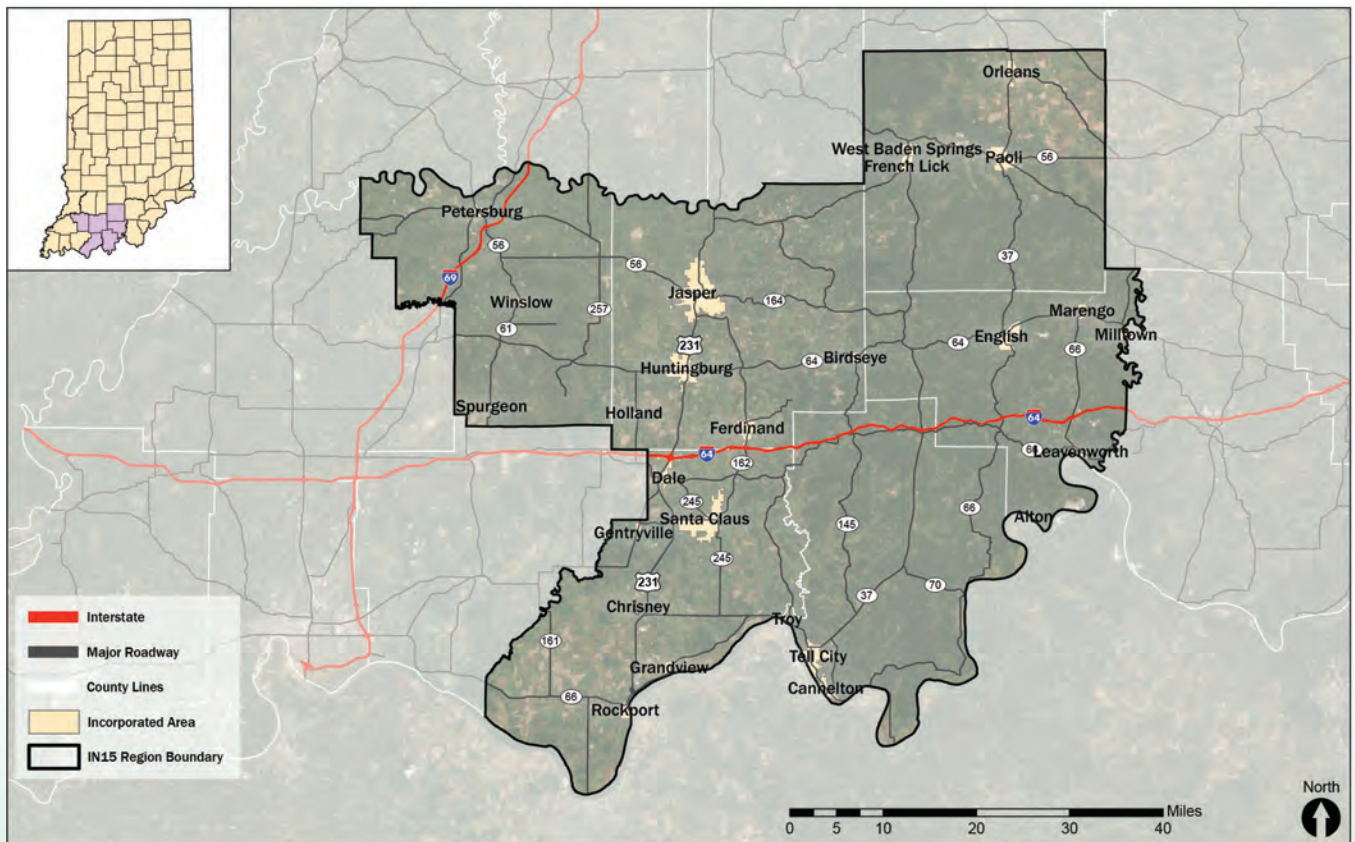 Orleans
West Baden Springs
French Lick
Paoli
56
Petersburg
56
69
56
37
Jasper
Winslow
257
164
61
Marengo
English
Milltown
231
64
66
Huntingburg
64
Birdseye
Spurgeon
Holland
Ferdinand
64
64
162
66
Leavenworth
Dale
245
Santa Claus
66
Alton
145
Gentryville
245
231
70
Chrisney
37
Troy
161
Tell City
Grandview
Cannelton
66
Rockport
Interstate
Major Roadway
County Lines
Incorporated Area
IN15 Region Boundary
0 5 10 20 30 40
Miles
North